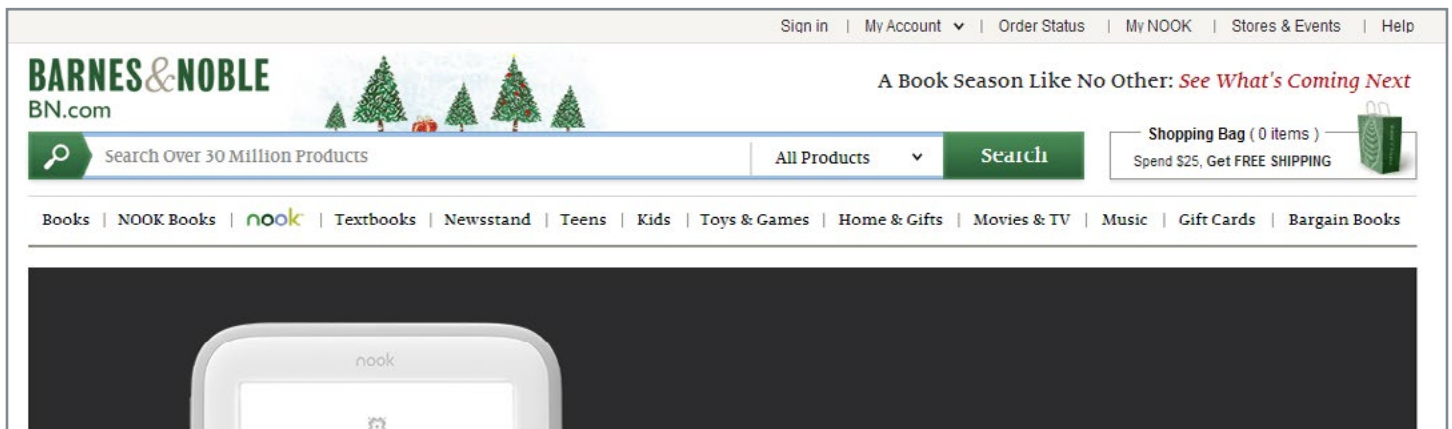 Sign in | My Account | Order Status | My NOOK | Stores & Events | Help
BARNES&NOBLE
BN.com
A Book Season Like No Other: See What's Coming Next
Search Over 30 Million Products
All Products
Search
Shopping Bag ( 0 items )
Spend $25, Get FREE SHIPPING
Books | NOOK Books | nook | Textbooks | Newsstand | Teens | Kids | Toys & Games | Home & Gifts | Movies & TV | Music | Gift Cards | Bargain Books
nook